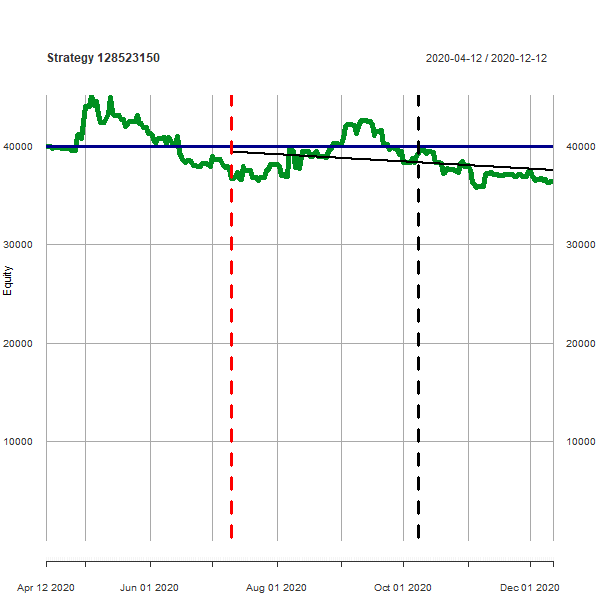 Strategy 128523150
2020-04-12 / 2020-12-12
40000
40000
30000
30000
Equity
20000
20000
10000
10000
Apr 12 2020
Jun 01 2020
Aug 01 2020
Oct 01 2020
Dec 01 2020